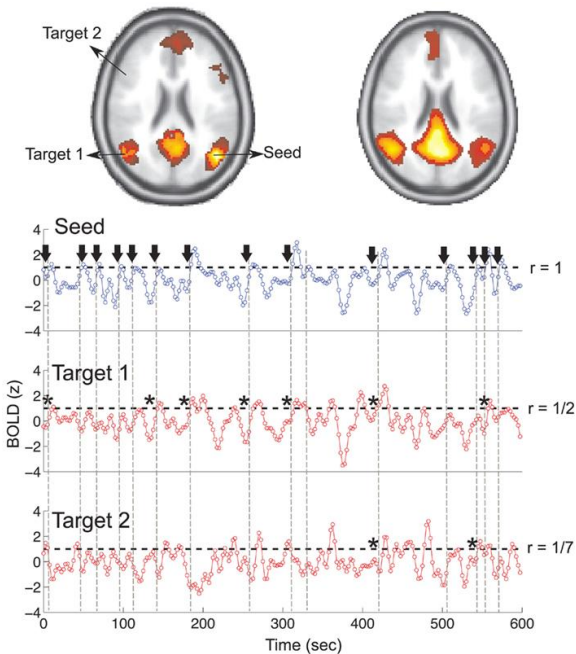 Target 2
Target 1
Seed
Seed
4
2
0
-2
-4
r = 1
Target 1
4
2
0
-2
-4
* * * * * * *
r = 1/2
BOLD (z)
Target 2
4
2
0
-2
-4
* *
r = 1/7
0 100 200 300 400 500 600
Time (sec)